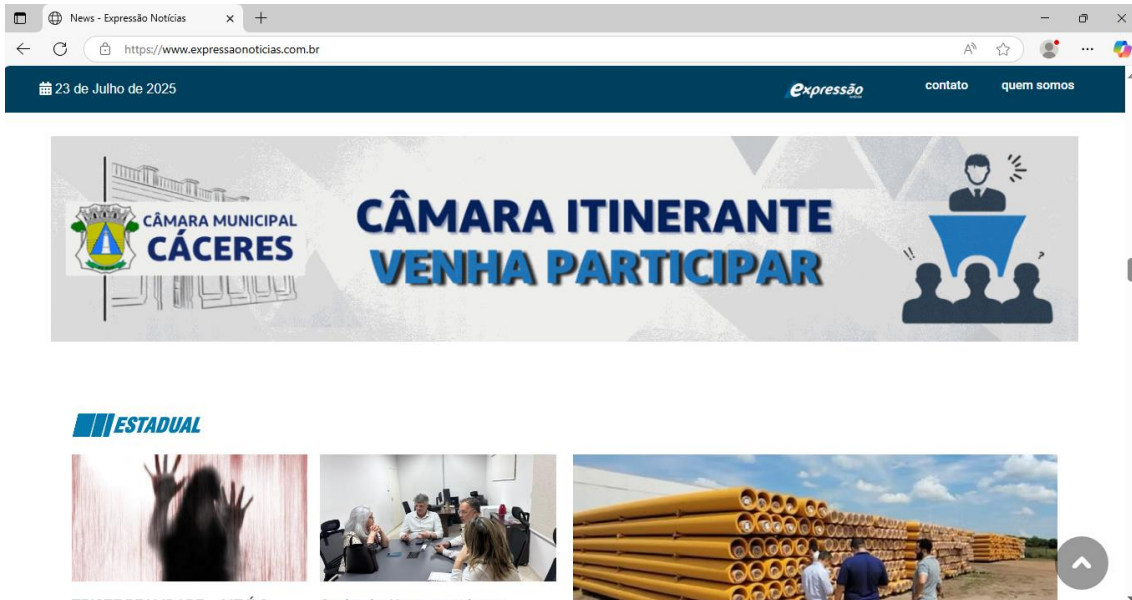 News - Expressão Notícias
https://www.expressaonoticias.com.br
23 de Julho de 2025
expressão
contato
quem somos
CÂMARA MUNICIPAL
CÁCERES
CÂMARA ITINERANTE
VENHA PARTICIPAR
!!
?
ESTADUAL